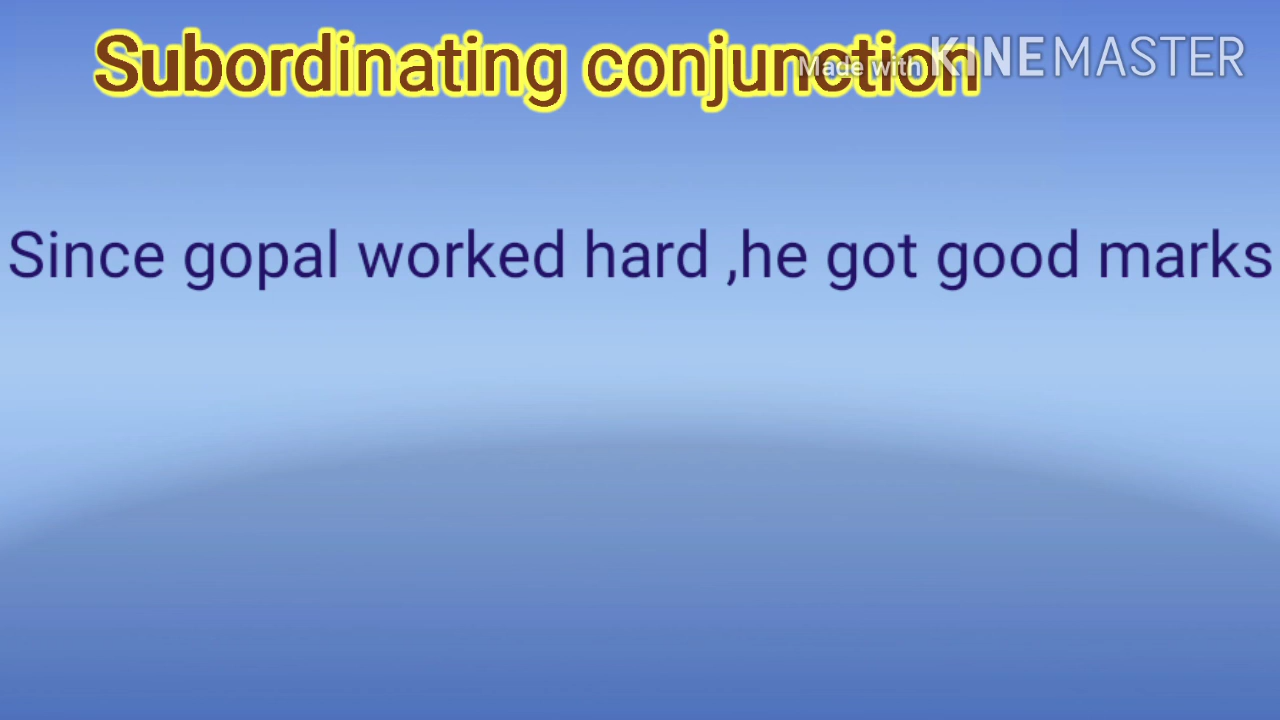 Subordinating conjunction
Made with KINEMASTER
Since gopal worked hard ,he got good marks